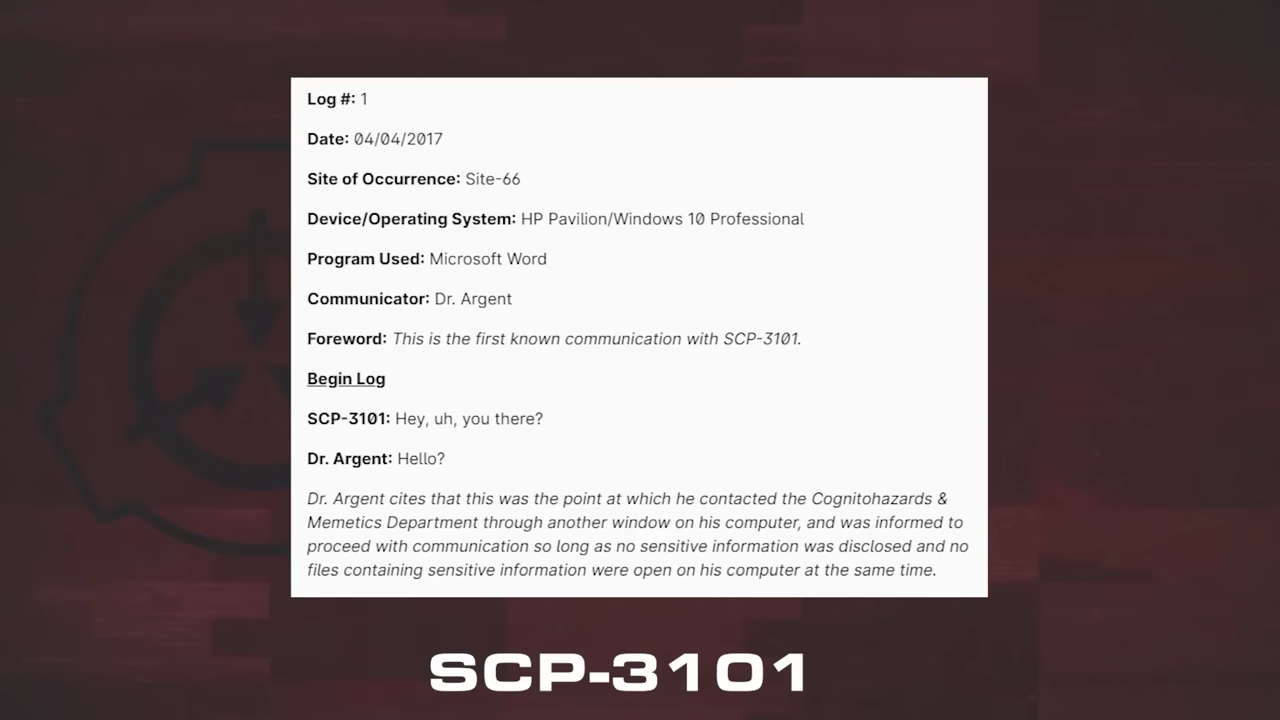 Log #: 1
Date: 04/04/2017
Site of Occurrence: Site-66
Device/Operating System: HP Pavilion/Windows 10 Professional
Program Used: Microsoft Word
Communicator: Dr. Argent
Foreword: This is the first known communication with SCP-3101.
Begin Log
SCP-3101: Hey, uh, you there?
Dr. Argent: Hello?
Dr. Argent cites that this was the point at which he contacted the Cognitohazards &
Memetics Department through another window on his computer, and was informed to
proceed with communication so long as no sensitive information was disclosed and no
files containing sensitive information were open on his computer at the same time.
SCP-3101